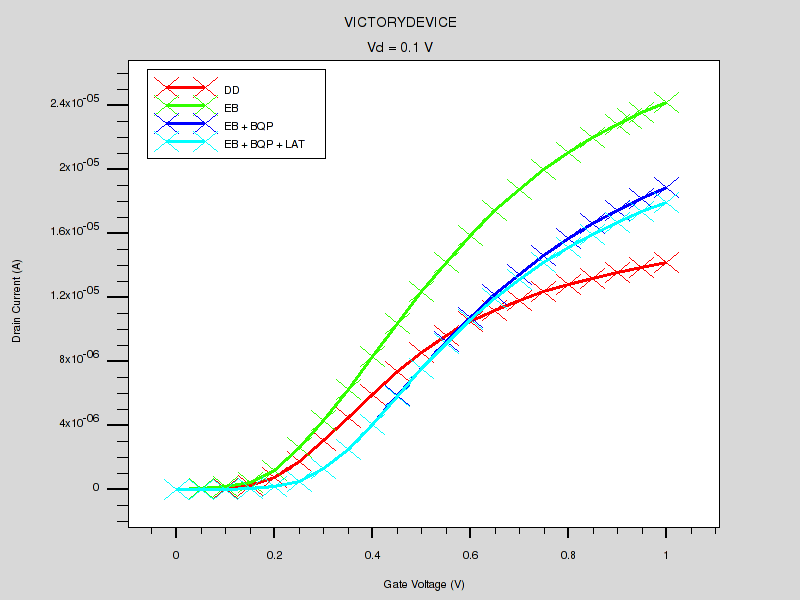 VICTORYDEVICE
Vd = 0.1 V
DD
EB
EB + BQP
EB + BQP + LAT
2.4x10-05
2x10-05
1.6x10-05
1.2x10-05
8x10-06
4x10-06
0
Drain Current (A)
0 0.2 0.4 0.6 0.8 1
Gate Voltage (V)